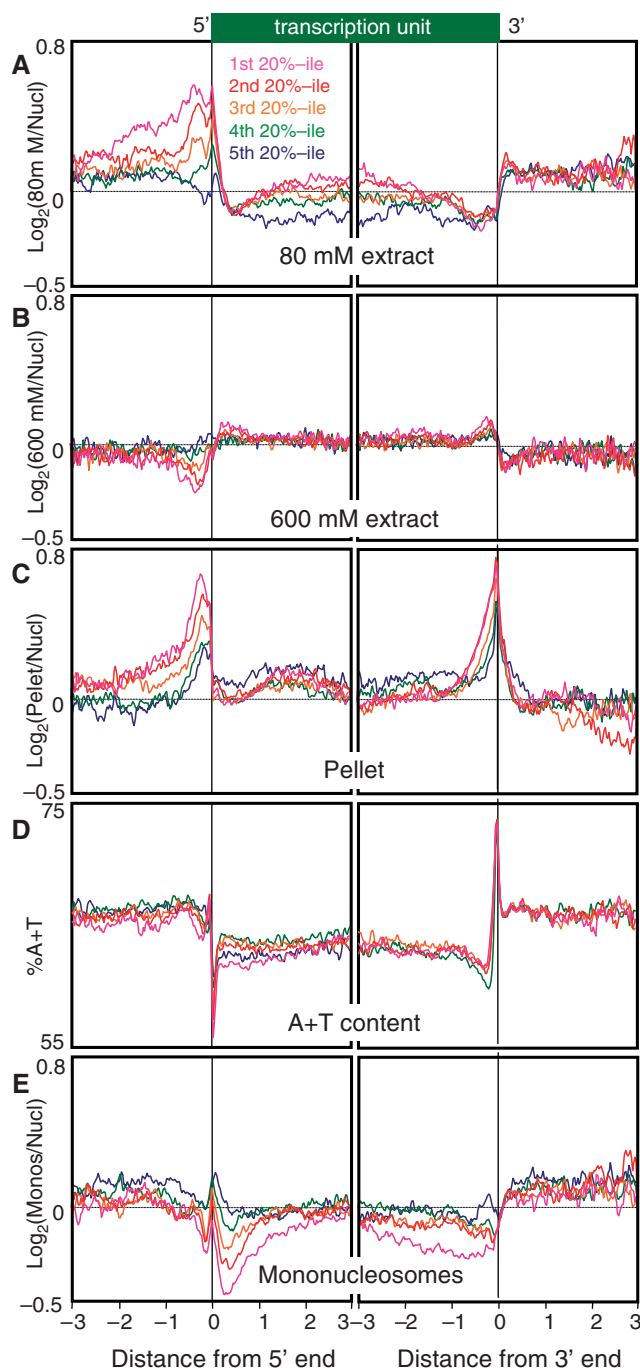 5' transcription unit 3'
A
0.8
0
–0.5
Log2(80m M/Nucl)
1st 20%–ile
2nd 20%–ile
3rd 20%–ile
4th 20%–ile
5th 20%–ile
80 mM extract
B
0.8
0
–0.5
Log2(600 mM/Nucl)
600 mM extract
C
0.8
0
–0.5
Log2(Pellet/Nucl)
Pellet
D
75
55
%A+T
A+T content
E
0.8
0
–0.5
Log2(Monos/Nucl)
Mononucleosomes
–3 –2 –1 0 1 2 3 –3 –2 –1 0 1 2 3
Distance from 5' end Distance from 3' end